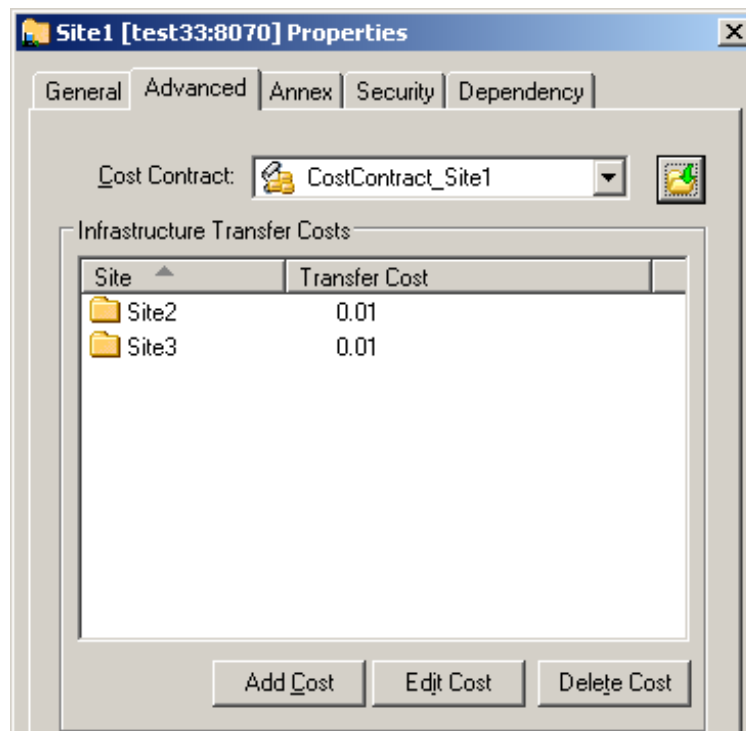 Site1 [test33:8070] Properties
General Advanced Annex Security Dependency
Cost Contract: CostContract_Site1
Infrastructure Transfer Costs
Site Transfer Cost
Site2 0.01
Site3 0.01
Add Cost Edit Cost Delete Cost